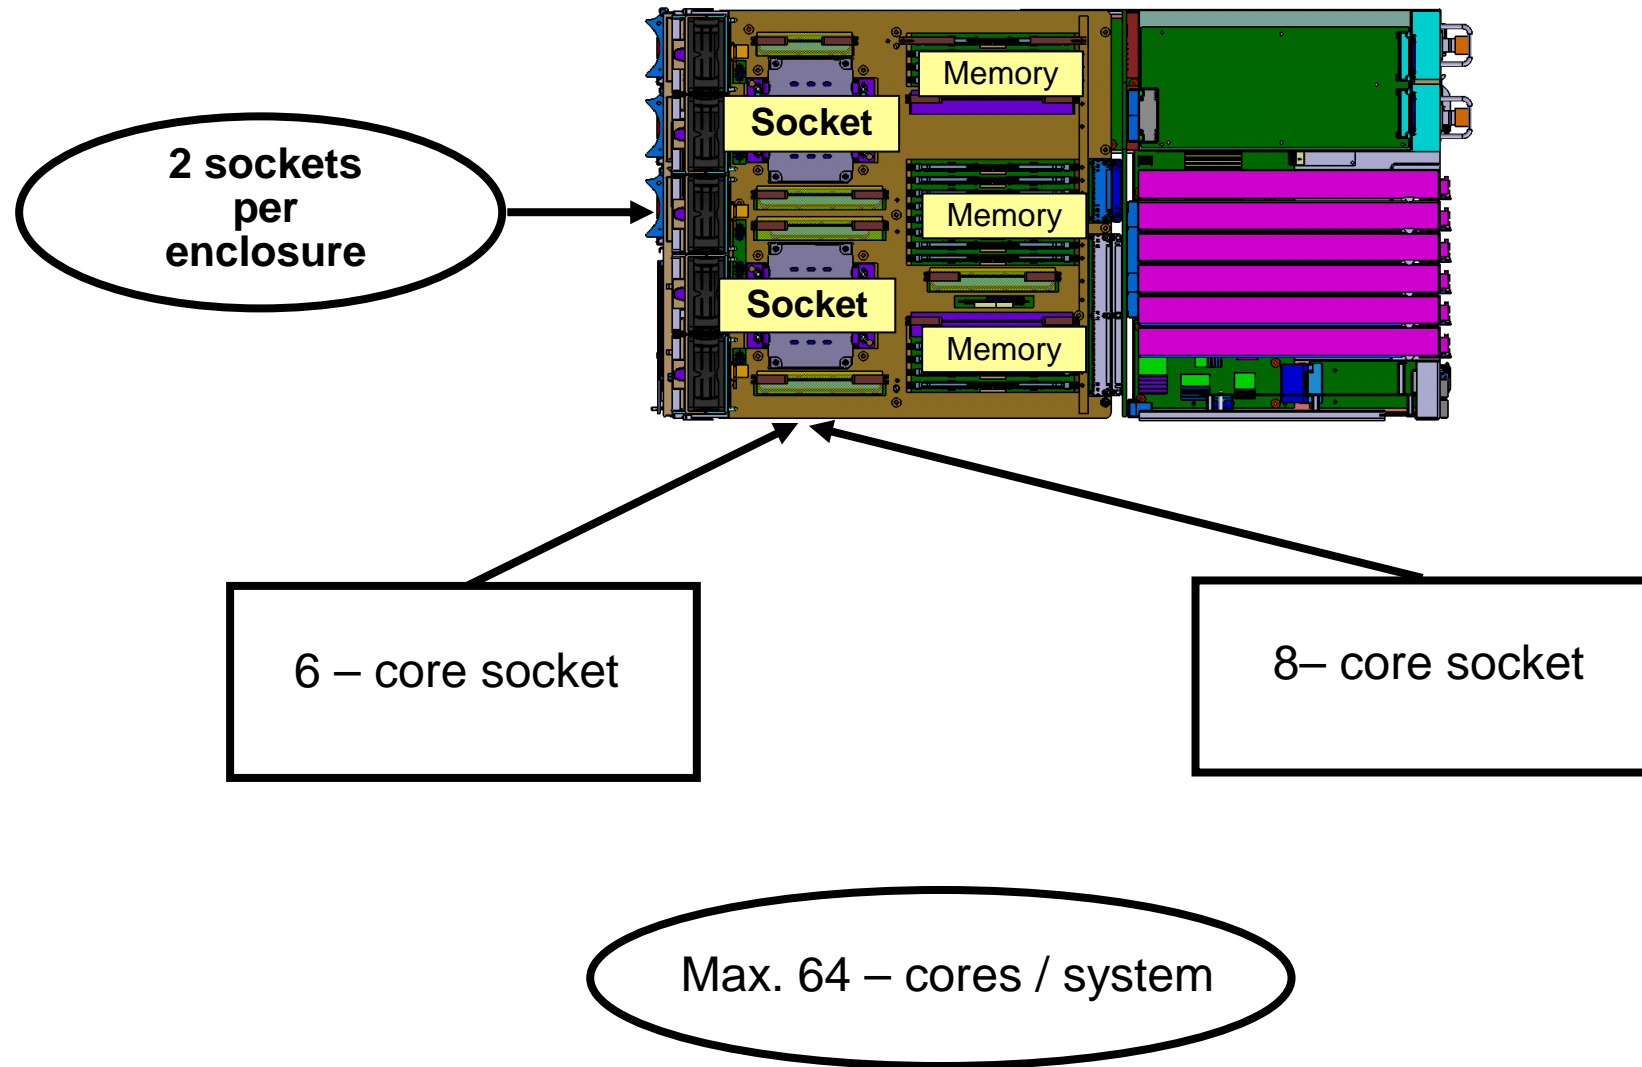 Memory
Socket
2 sockets
per
enclosure
Memory
Socket
Memory
6 – core socket
8– core socket
Max. 64 – cores / system